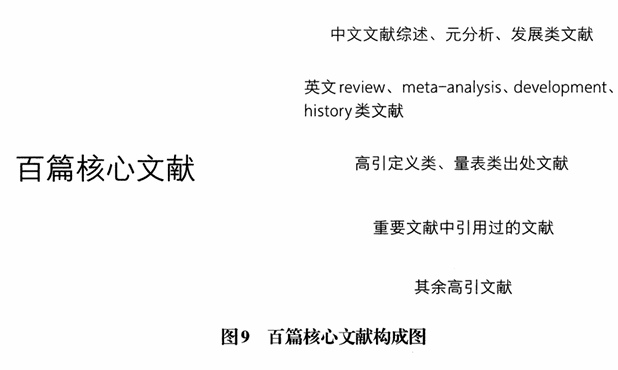 中文文献综述、元分析、发展类文献
英文review、meta-analysis、development、
history类文献
百篇核心文献
高引定义类、量表类出处文献
重要文献中引用过的文献
其余高引文献
图9 百篇核心文献构成图